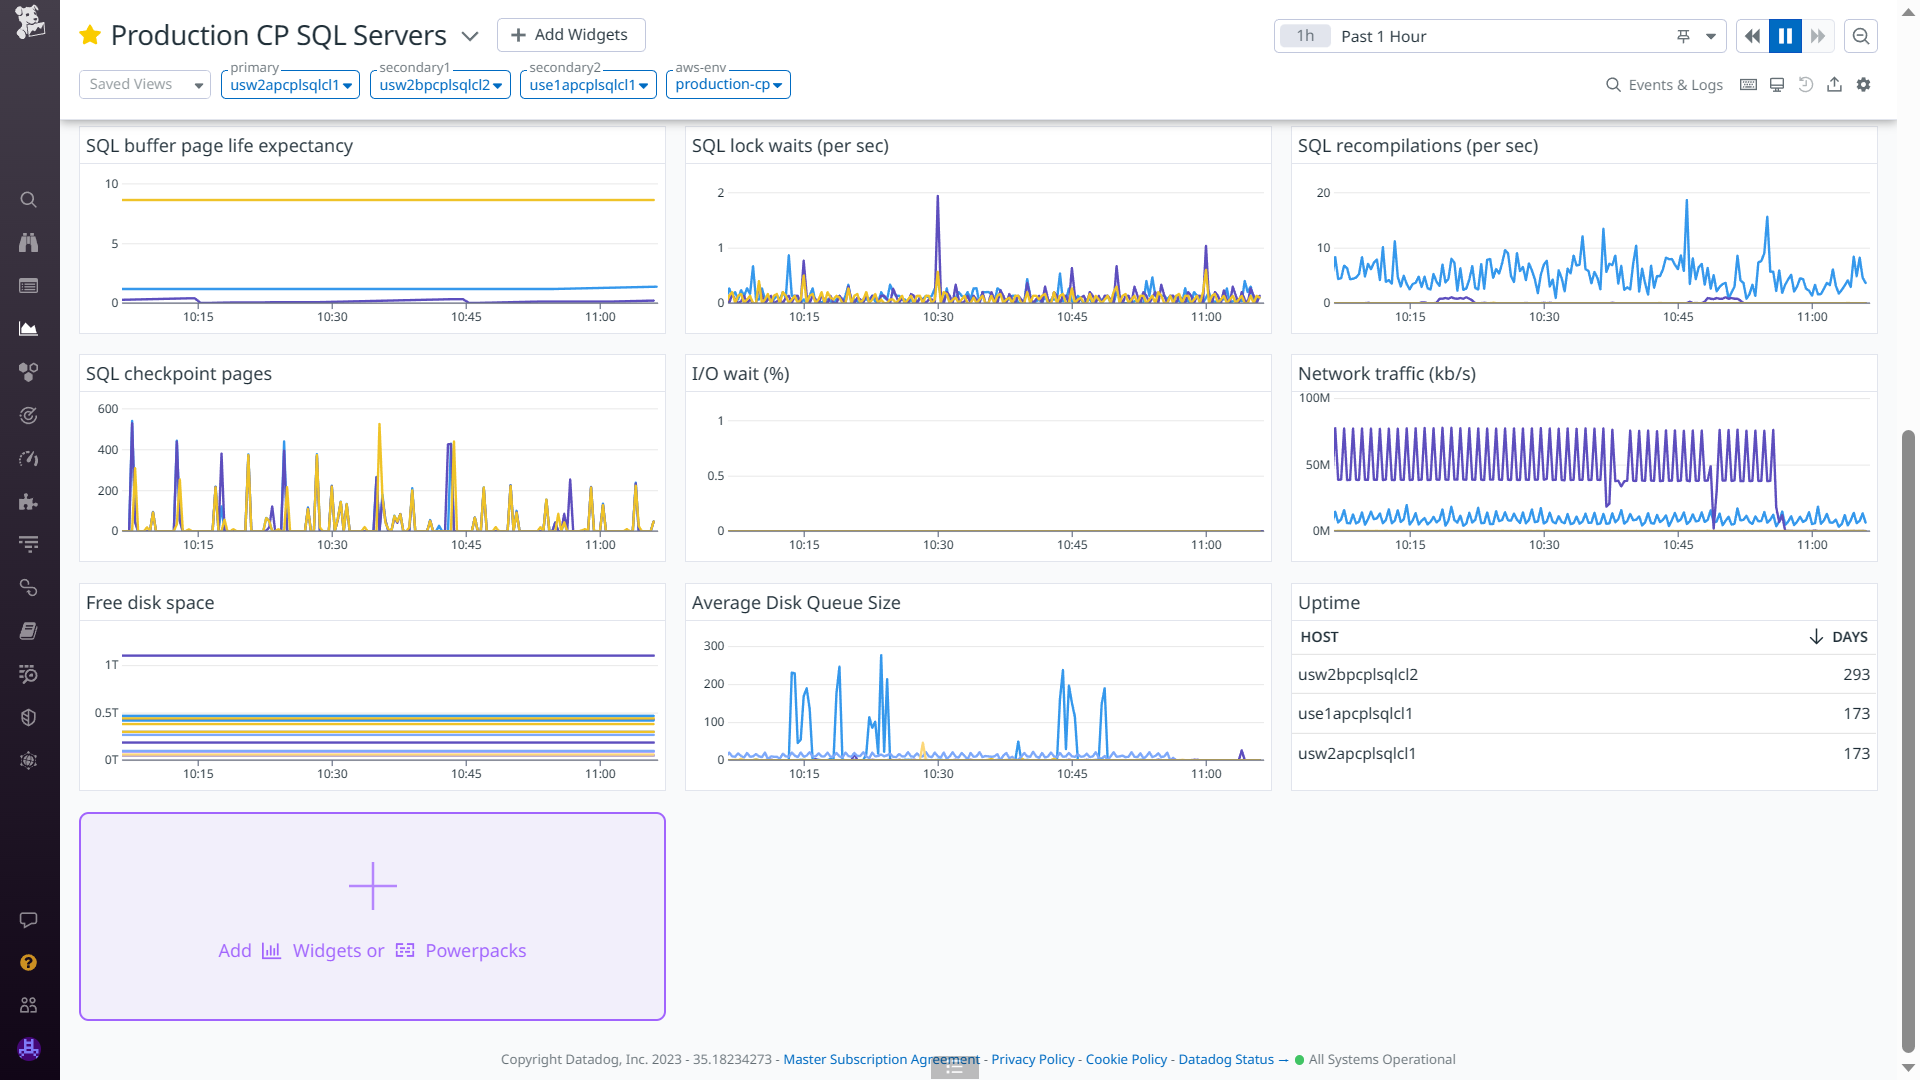 Production CP SQL Servers
Add Widgets
1h Past 1 Hour
Saved Views
primary
usw2apcplsqlcl1
secondary1
usw2bpcplsqlcl2
secondary2
use1apcplsqlcl1
aws-env
production-cp
Events & Logs
SQL buffer page life expectancy
10
5
0
10:15 10:30 10:45 11:00
SQL lock waits (per sec)
2
1
0
10:15 10:30 10:45 11:00
SQL recompilations (per sec)
20
10
0
10:15 10:30 10:45 11:00
SQL checkpoint pages
600
400
200
0
10:15 10:30 10:45 11:00
I/O wait (%)
1
0.5
0
10:15 10:30 10:45 11:00
Network traffic (kb/s)
100M
50M
0M
10:15 10:30 10:45 11:00
Free disk space
1T
0.5T
0T
10:15 10:30 10:45 11:00
Average Disk Queue Size
300
200
100
0
10:15 10:30 10:45 11:00
Uptime
HOST DAYS
usw2bpcplsqlcl2 293
use1apcplsqlcl1 173
usw2apcplsqlcl1 173
Add Widgets or Powerpacks
Copyright Datadog, Inc. 2023 - 35.18234273 - Master Subscription Agreement - Privacy Policy - Cookie Policy - Datadog Status → All Systems Operational